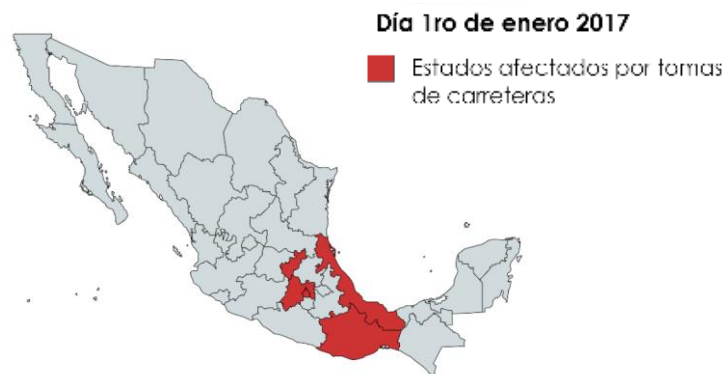 Día 1ro de enero 2017
Estados afectados por tomas
de carreteras